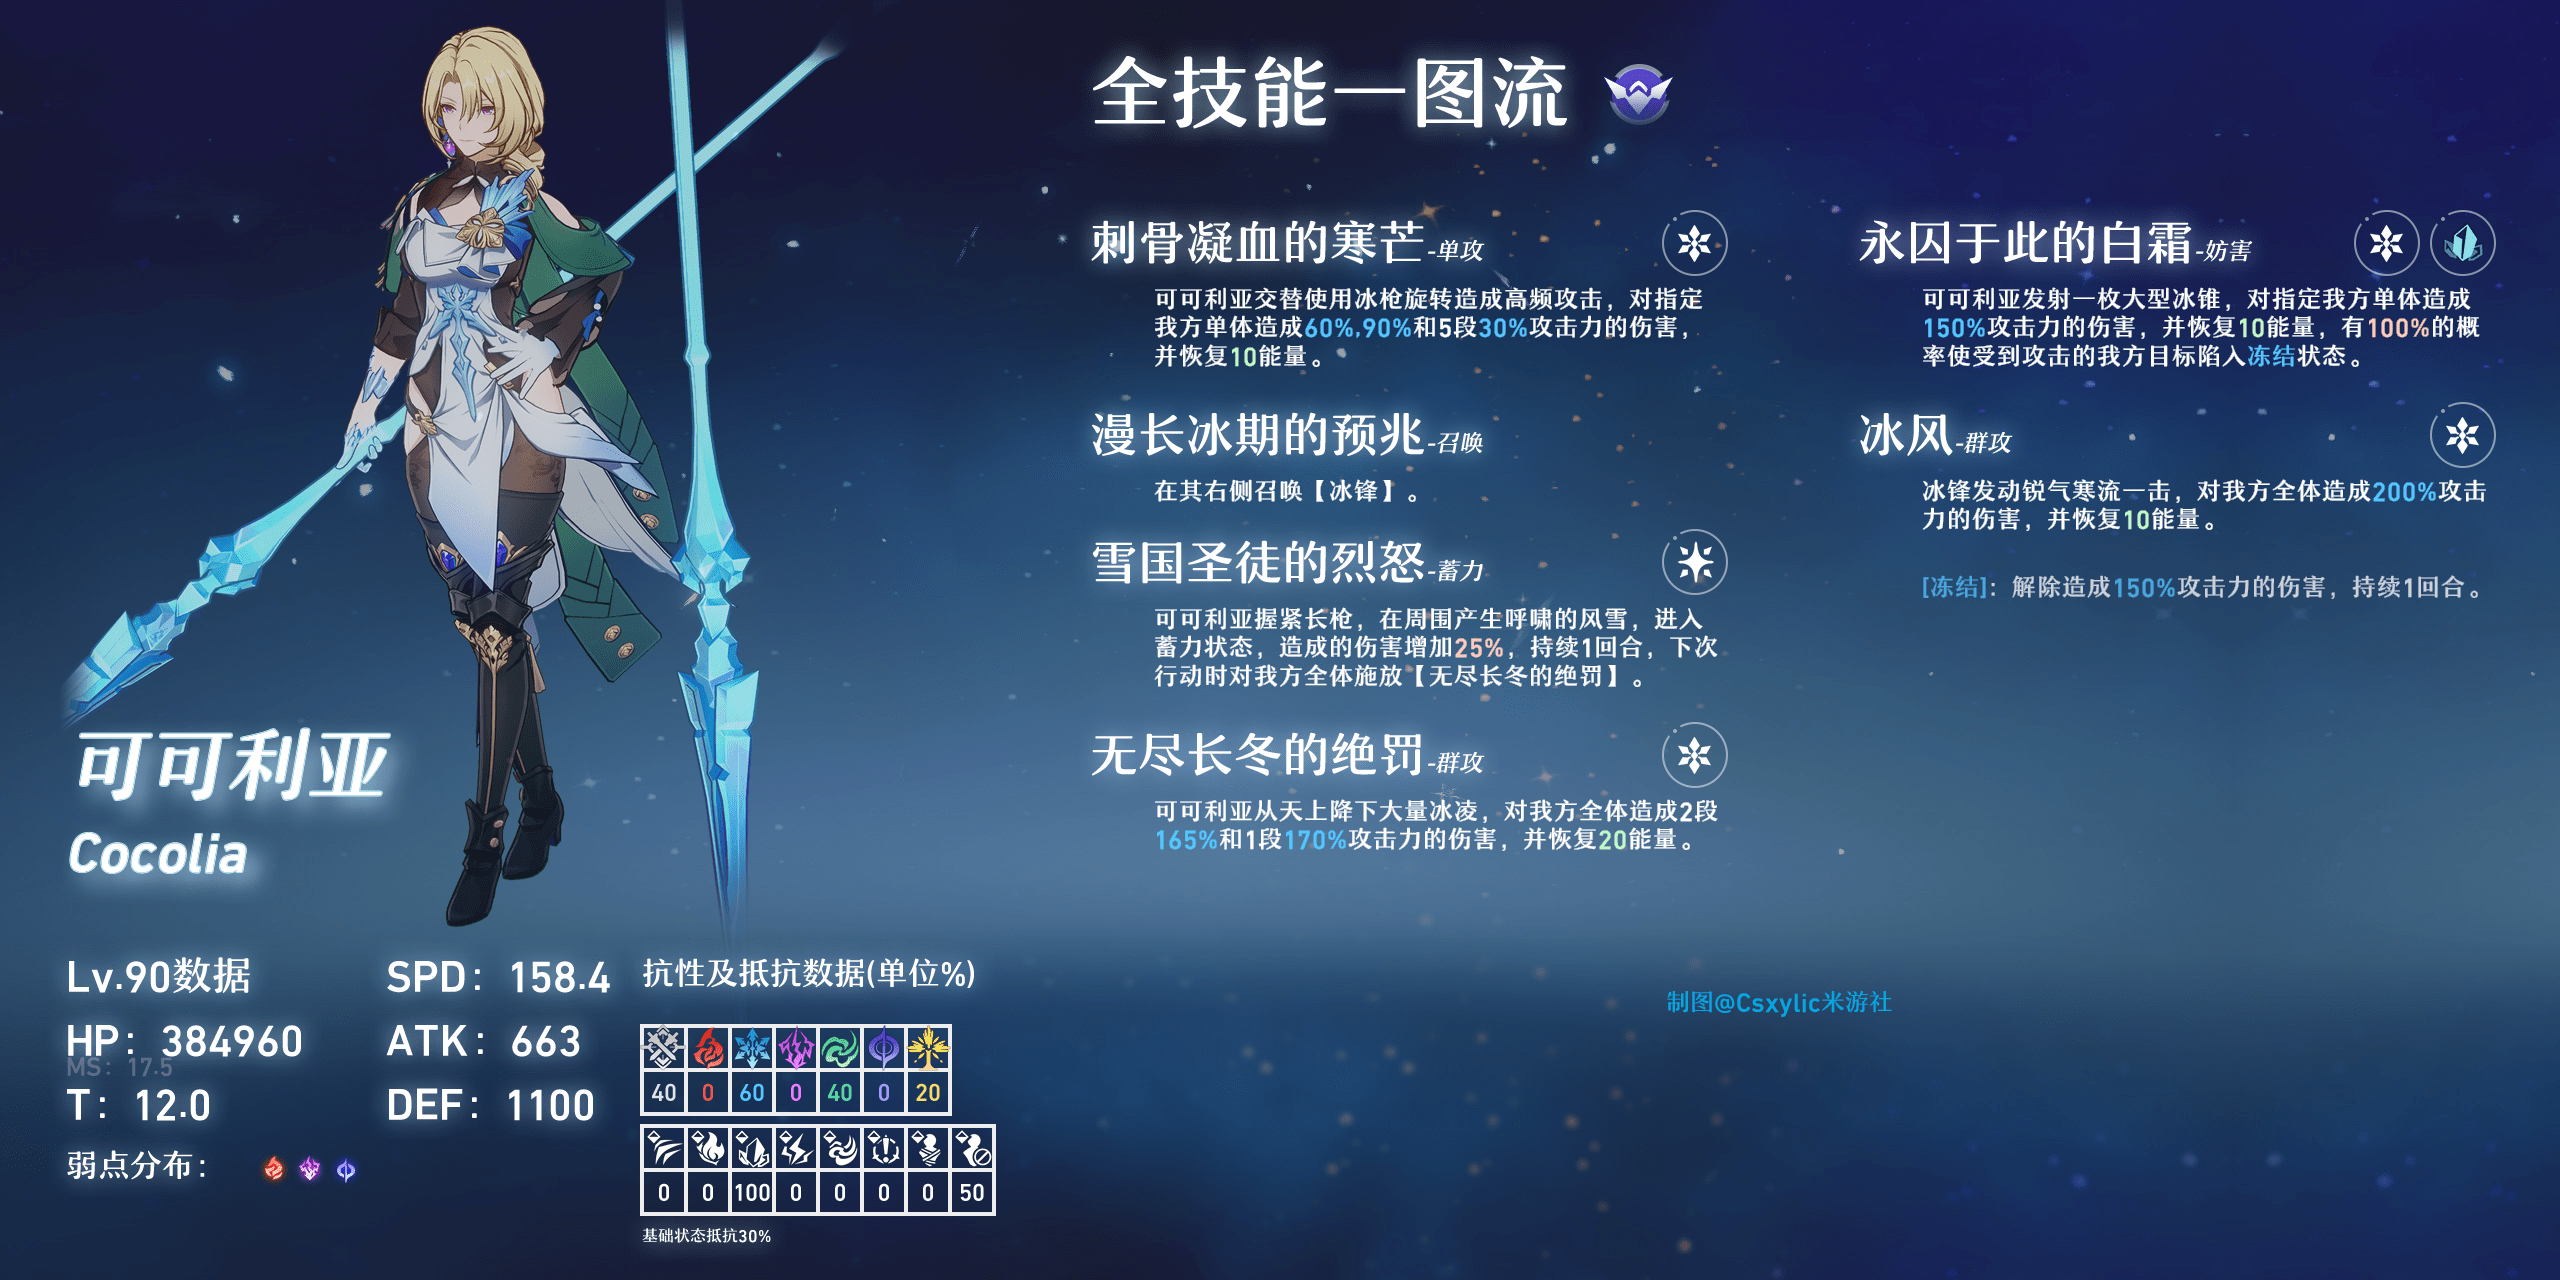 全技能一图流
刺骨凝血的寒芒-单攻
可可利亚交替使用冰枪旋转造成高频攻击，对指定
我方单体造成60%,90%和5段30%攻击力的伤害，
并恢复10能量。
漫长冰期的预兆-召唤
在其右侧召唤【冰锋】。
雪国圣徒的烈怒-蓄力
可可利亚握紧长枪，在周围产生呼啸的风雪，进入
蓄力状态，造成的伤害增加25%，持续1回合，下次
行动时对我方全体施放【无尽长冬的绝罚】。
无尽长冬的绝罚-群攻
可可利亚从天上降下大量冰凌，对我方全体造成2段
165%和1段170%攻击力的伤害，并恢复20能量。
永囚于此的白霜-妨害
可可利亚发射一枚大型冰锥，对指定我方单体造成
150%攻击力的伤害，并恢复10能量，有100%的概
率使受到攻击的我方目标陷入冻结状态。
冰风-群攻
冰锋发动锐气寒流一击，对我方全体造成200%攻击
力的伤害，并恢复10能量。
[冻结]：解除造成150%攻击力的伤害，持续1回合。
可可利亚
Cocolia
Lv.90数据
SPD：158.4
HP：384960
ATK：663
MS：17.5
T：12.0
DEF：1100
弱点分布：
抗性及抵抗数据(单位%)
40 0 60 0 40 0 20
0 0 100 0 0 0 0 50
基础状态抵抗30%
制图@Csxylic米游社